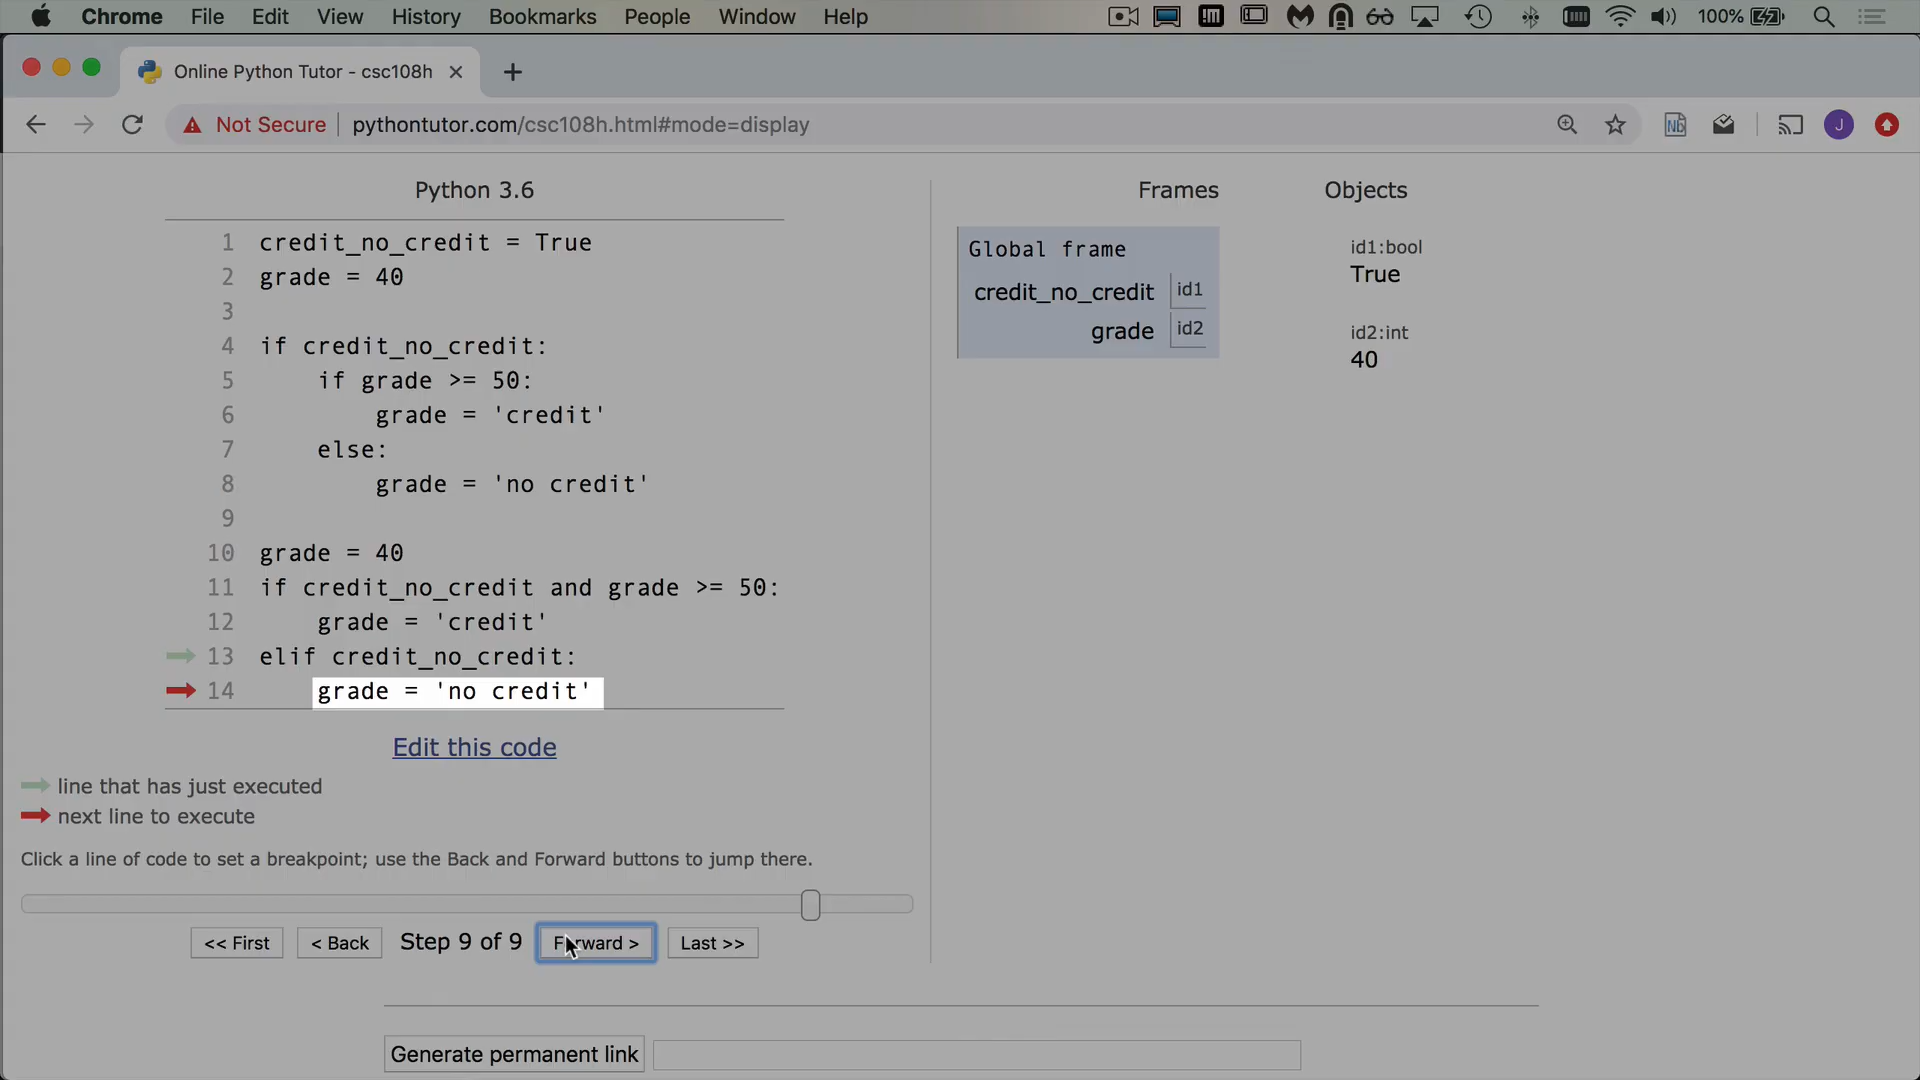 Chrome File Edit View History Bookmarks People Window Help 100%
Online Python Tutor - csc108h
Not Secure pythontutor.com/csc108h.html#mode=display J
Python 3.6
1 credit_no_credit = True
2 grade = 40
3
4 if credit_no_credit:
5 if grade >= 50:
6 grade = 'credit'
7 else:
8 grade = 'no credit'
9
10 grade = 40
11 if credit_no_credit and grade >= 50:
12 grade = 'credit'
13 elif credit_no_credit:
14 grade = 'no credit'
Edit this code
line that has just executed
next line to execute
Click a line of code to set a breakpoint; use the Back and Forward buttons to jump there.
<< First < Back Step 9 of 9 Forward > Last >>
Frames Objects
Global frame
credit_no_credit id1
grade id2
id1:bool
True
id2:int
40
Generate permanent link